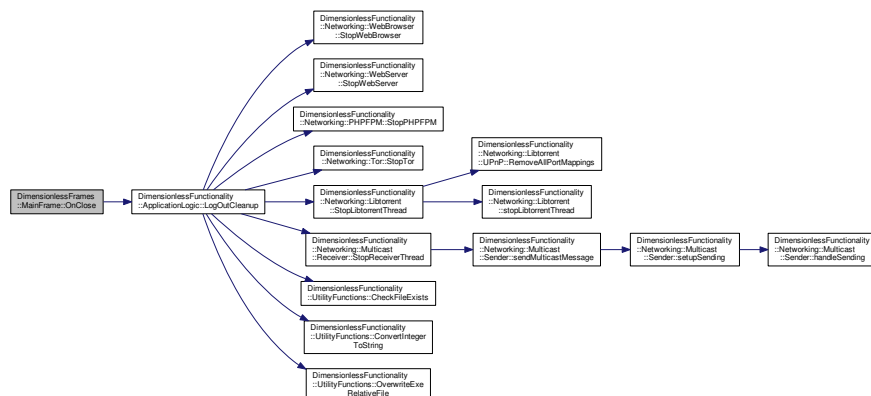 DimensionlessFunctionality
::Networking::WebBrowser
::StopWebBrowser
DimensionlessFunctionality
::Networking::WebServer
::StopWebServer
DimensionlessFunctionality
::Networking::PHPFPM::StopPHPFPM
DimensionlessFunctionality
::Networking::Libtorrent
::UPnP::RemoveAllPortMappings
DimensionlessFunctionality
::Networking::Tor::StopTor
DimensionlessFrames
::MainFrame::OnClose
DimensionlessFunctionality
::ApplicationLogic::LogOutCleanup
DimensionlessFunctionality
::Networking::Libtorrent
::StopLibtorrentThread
DimensionlessFunctionality
::Networking::Libtorrent
::stopLibtorrentThread
DimensionlessFunctionality
::Networking::Multicast
::Receiver::StopReceiverThread
DimensionlessFunctionality
::Networking::Multicast
::Sender::sendMulticastMessage
DimensionlessFunctionality
::Networking::Multicast
::Sender::setupSending
DimensionlessFunctionality
::Networking::Multicast
::Sender::handleSending
DimensionlessFunctionality
::UtilityFunctions::CheckFileExists
DimensionlessFunctionality
::UtilityFunctions::ConvertInteger
ToString
DimensionlessFunctionality
::UtilityFunctions::OverwriteExe
RelativeFile